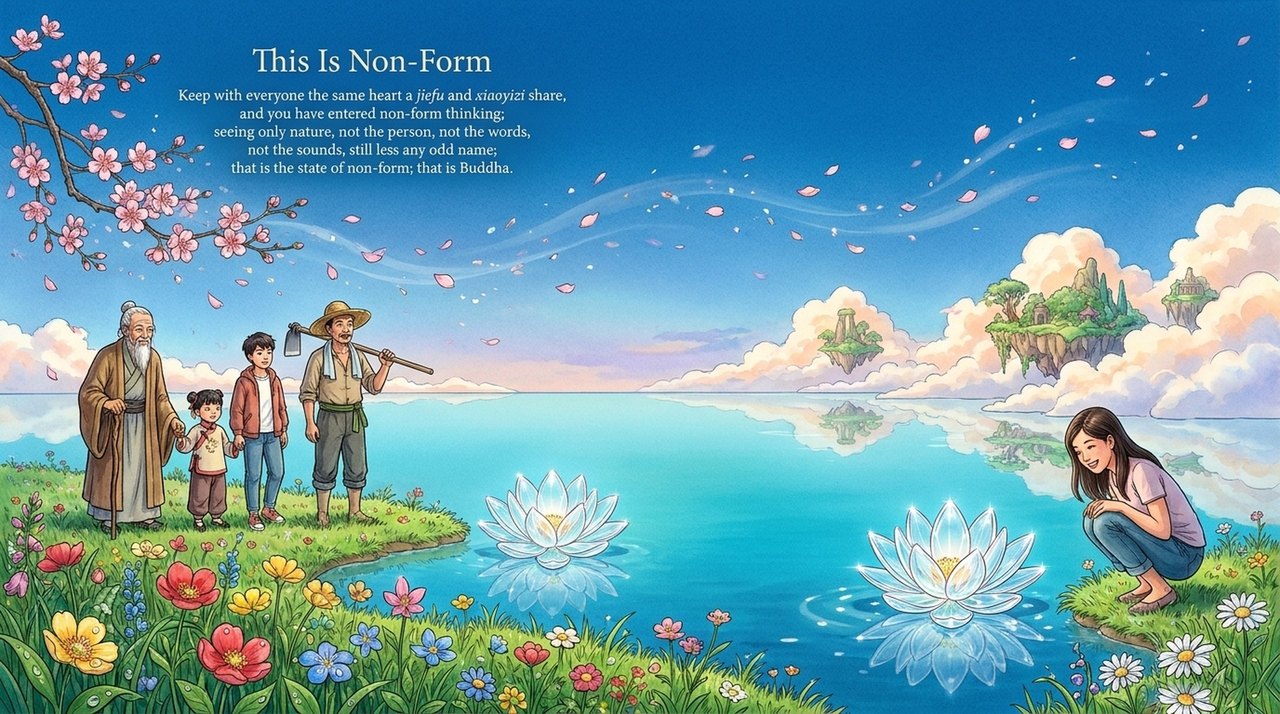 This Is Non-Form
Keep with everyone the same heart a jiefu and xiaoyizi share,
and you have entered non-form thinking;
seeing only nature, not the person, not the words,
not the sounds, still less any odd name;
that is the state of non-form; that is Buddha.